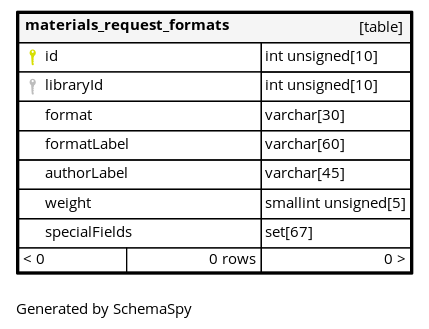 materials_request_formats [table]
id int unsigned[10]
libraryId int unsigned[10]
format varchar[30]
formatLabel varchar[60]
authorLabel varchar[45]
weight smallint unsigned[5]
specialFields set[67]
< 0 0 rows 0 >
Generated by SchemaSpy